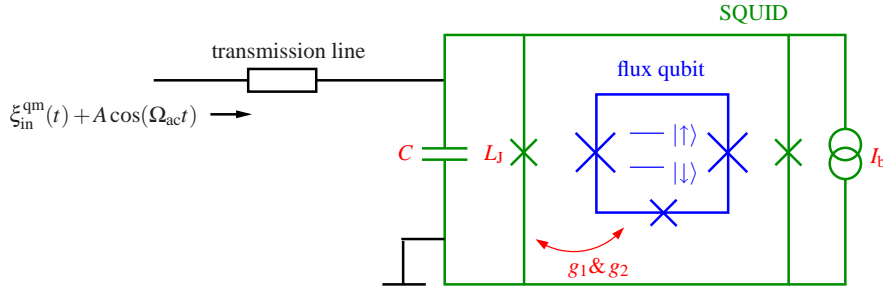 SQUID
transmission line
flux qubit
ξ_in^qm(t) + A cos(Ω_ac t)
C
L_J
|↑⟩
|↓⟩
I_b
g_1 & g_2